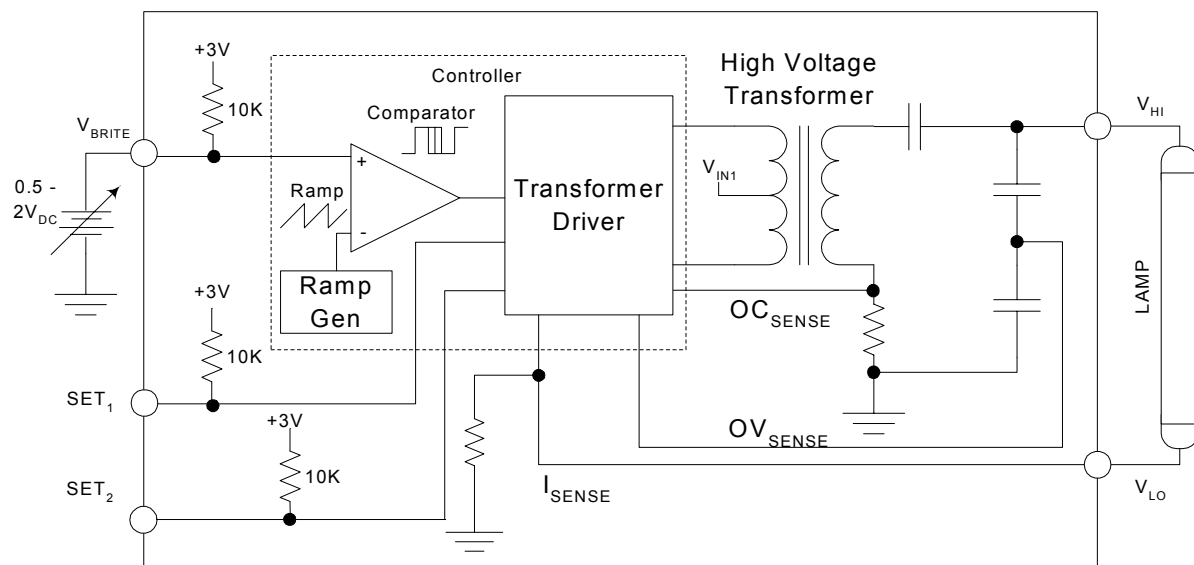 +3V
10K
V_BRITE
0.5 -
2V_DC
Controller
Comparator
+
Ramp
-
Ramp
Gen
Transformer
Driver
High Voltage
Transformer
V_IN1
V_HI
LAMP
V_LO
+3V
10K
SET_1
+3V
10K
SET_2
OC_SENSE
OV_SENSE
I_SENSE